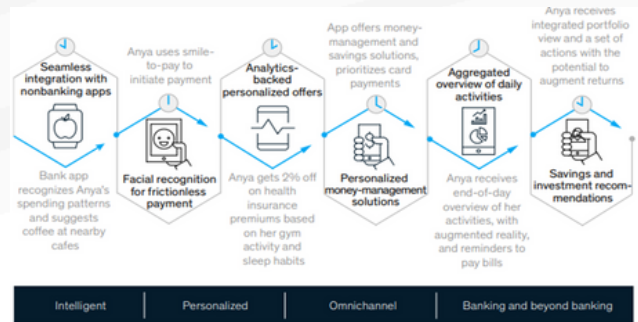 Seamless
integration with
nonbanking apps
Bank app
recognizes Anya's
spending patterns
and suggests
coffee at nearby
cafes
Anya uses smile-
to-pay to
initiate payment
Facial recognition
for frictionless
payment
Analytics-
backed
personalized offers
Anya gets 2% off
on health
insurance
premiums based
on her gym
activity and
sleep habits
App offers money-
management and
savings solutions,
prioritizes card
payments
Personalized
money-management
solutions
Aggregated
overview of daily
activities
Anya receives
end-of-day
overview of her
activities, with
augmented reality,
and reminders to
pay bills
Anya receives
integrated portfolio
view and a set of
actions with the
potential to
augment returns
Savings and
investment recom-
mendations
Intelligent
Personalized
Omnichannel
Banking and beyond banking